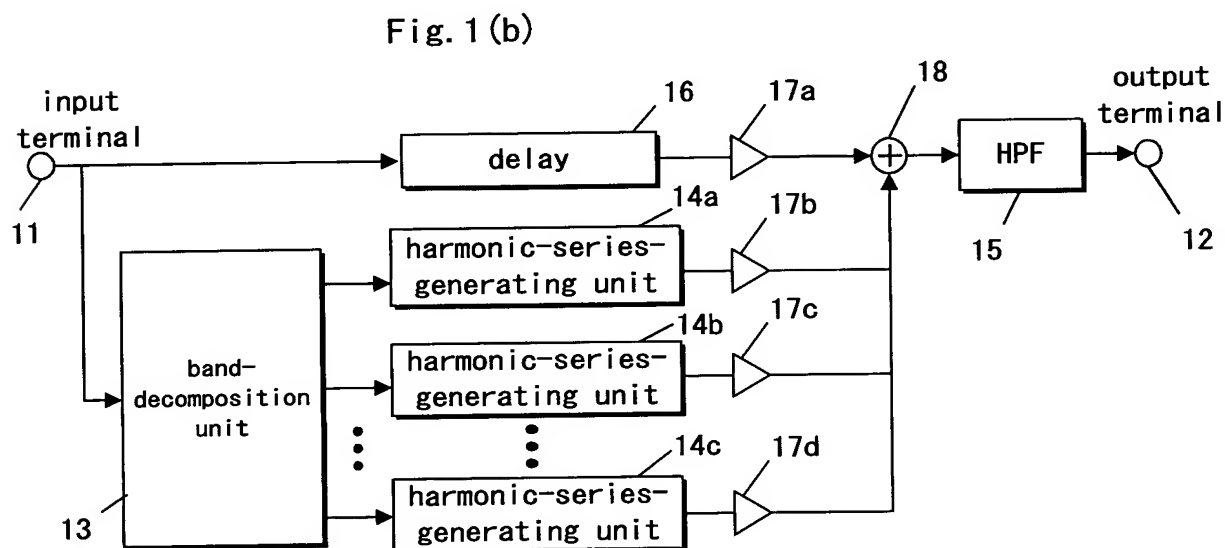 Fig. 1(b)
input
terminal
11
16
delay
17a
18
HPF
15
output
terminal
12
14a
harmonic-series-
generating unit
17b
band-
decomposition
unit
13
14b
harmonic-series-
generating unit
17c
14c
harmonic-series-
generating unit
17d